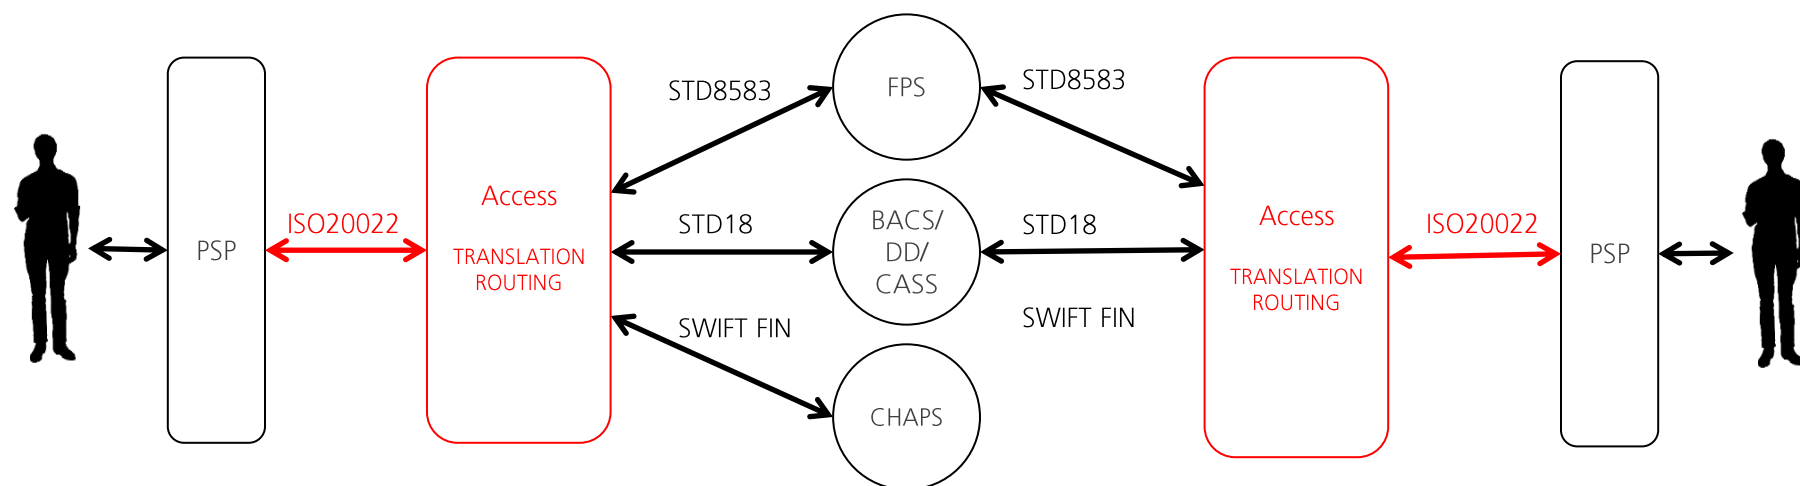 PSP
ISO20022
Access
TRANSLATION
ROUTING
STD8583
STD18
SWIFT FIN
FPS
BACS/
DD/
CASS
CHAPS
STD8583
STD18
SWIFT FIN
Access
TRANSLATION
ROUTING
ISO20022
PSP